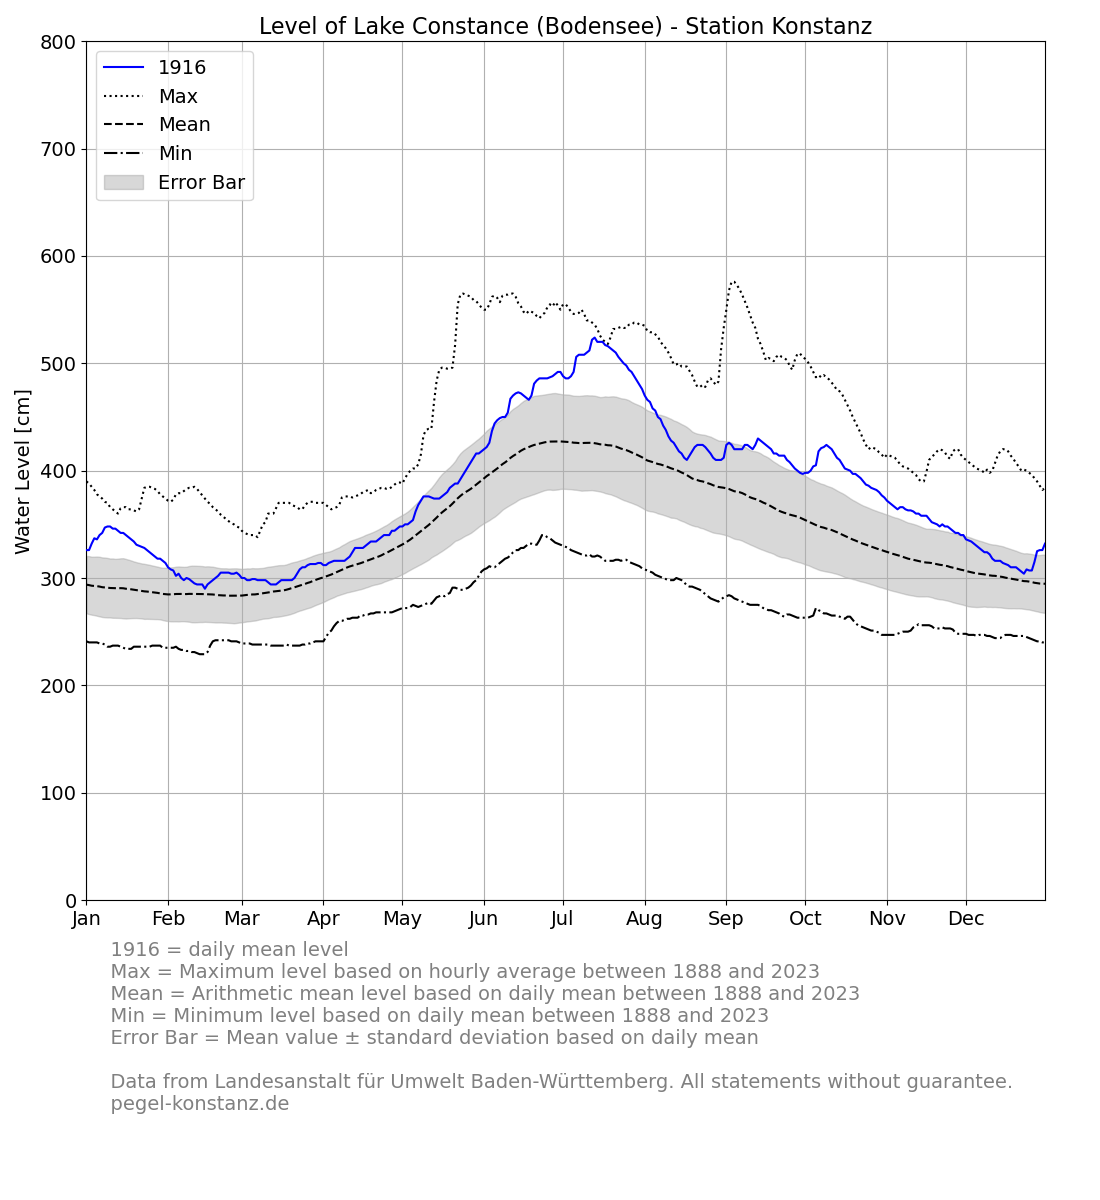 Level of Lake Constance (Bodensee) - Station Konstanz
800
700
600
500
400
300
200
100
0
Water Level [cm]
1916
Max
Mean
Min
Error Bar
Jan Feb Mar Apr May Jun Jul Aug Sep Oct Nov Dec
1916 = daily mean level
Max = Maximum level based on hourly average between 1888 and 2023
Mean = Arithmetic mean level based on daily mean between 1888 and 2023
Min = Minimum level based on daily mean between 1888 and 2023
Error Bar = Mean value ± standard deviation based on daily mean
Data from Landesanstalt für Umwelt Baden-Württemberg. All statements without guarantee.
pegel-konstanz.de